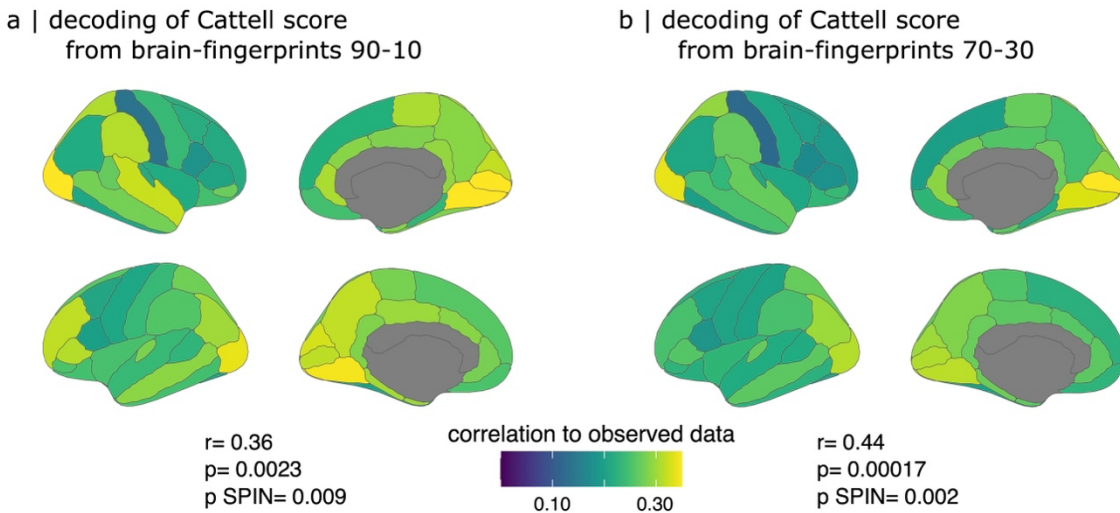 a | decoding of Cattell score
from brain-fingerprints 90-10
b | decoding of Cattell score
from brain-fingerprints 70-30
r= 0.36
p= 0.0023
p SPIN= 0.009
correlation to observed data
0.10 0.30
r= 0.44
p= 0.00017
p SPIN= 0.002